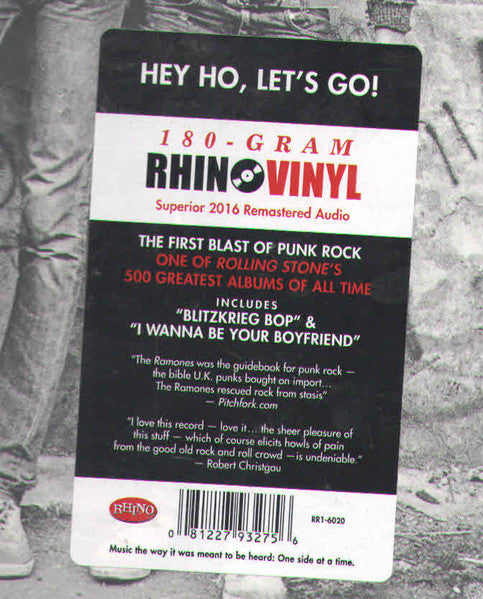 HEY HO, LET'S GO!
180-GRAM
RHINOVINYL
Superior 2016 Remastered Audio
THE FIRST BLAST OF PUNK ROCK
ONE OF ROLLING STONE'S
500 GREATEST ALBUMS OF ALL TIME
INCLUDES
"BLITZKRIEG BOP" &
"I WANNA BE YOUR BOYFRIEND"
"The Ramones was the guidebook for punk rock —
the bible U.K. punks bought on import...
The Ramones rescued rock from stasis"
— Pitchfork.com
"I love this record — love it... the sheer pleasure of
this stuff — which of course elicits howls of pain
from the good old rock and roll crowd —is undeniable."
— Robert Christgau
RHINO
0 81227 93275 6
RR1-6020
Music the way it was meant to be heard: One side at a time.